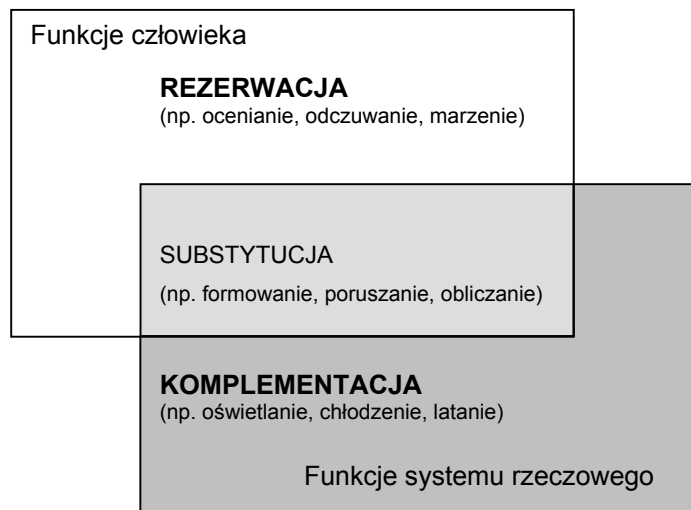 Funkcje człowieka
REZERWACJA
(np. ocenianie, odczuwanie, marzenie)
SUBSTYTUCJA
(np. formowanie, poruszanie, obliczanie)
KOMPLEMENTACJA
(np. oświetlanie, chłodzenie, latanie)
Funkcje systemu rzeczowego